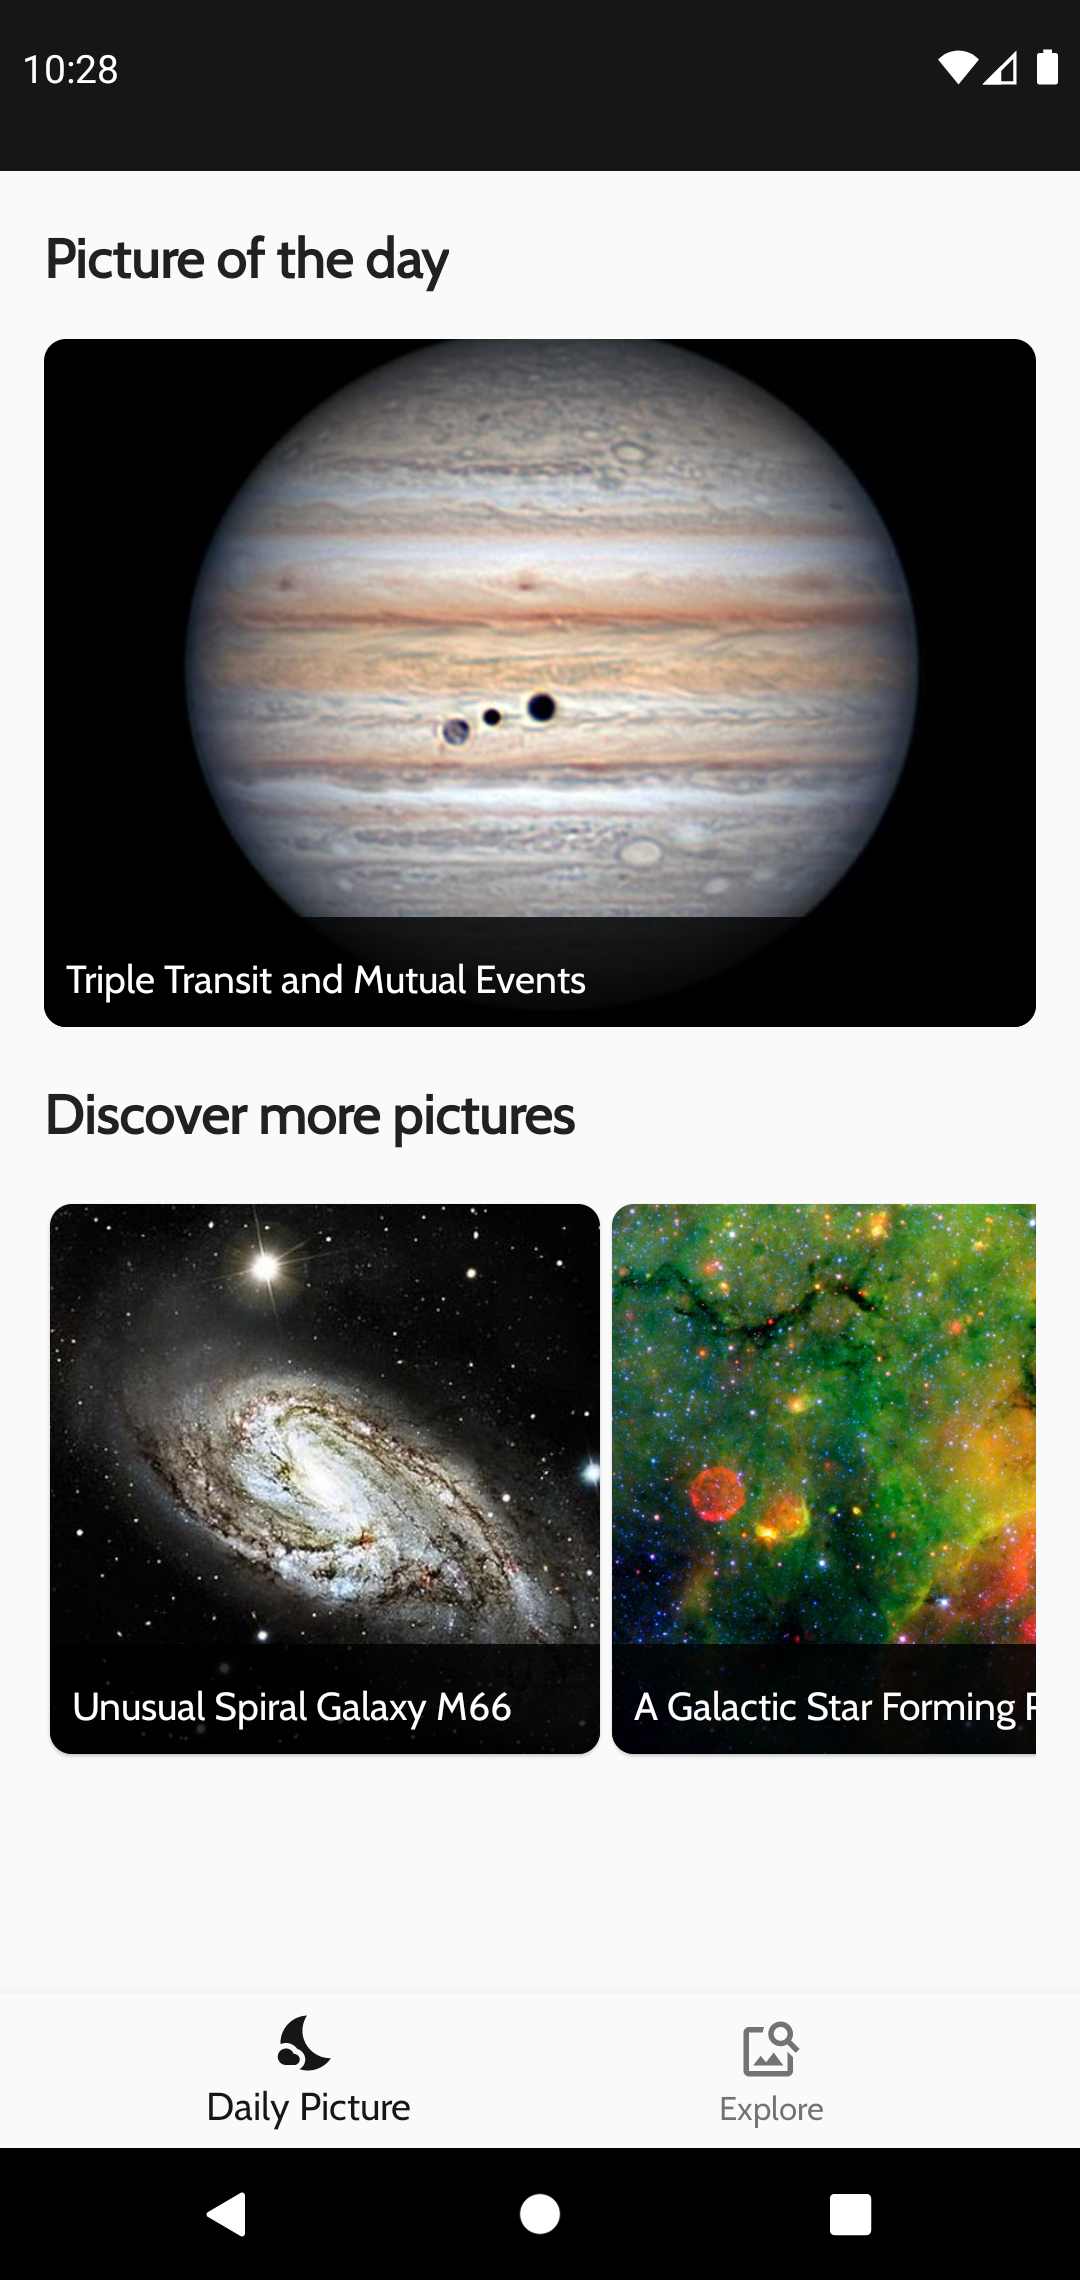 10:28
Picture of the day
Triple Transit and Mutual Events
Discover more pictures
Unusual Spiral Galaxy M66
A Galactic Star Forming
Daily Picture
Explore